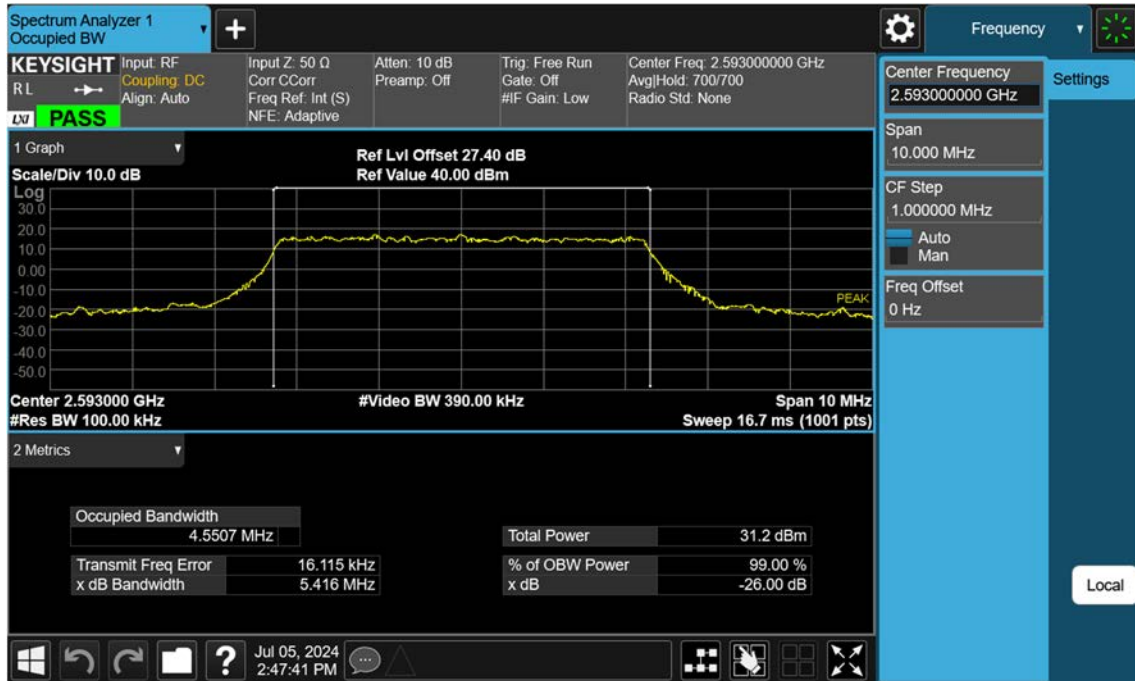 Spectrum Analyzer 1
Occupied BW
+
Frequency
KEYSIGHT
R L
LXI
PASS
Input: RF
Coupling: DC
Align: Auto
Input Z: 50 Ω
Corr CCorr
Freq Ref: Int (S)
NFE: Adaptive
Atten: 10 dB
Preamp: Off
Trig: Free Run
Gate: Off
#IF Gain: Low
Center Freq: 2.593000000 GHz
Avg|Hold: 700/700
Radio Std: None
1 Graph
Scale/Div 10.0 dB
Ref Lvl Offset 27.40 dB
Ref Value 40.00 dBm
Log
30.0
20.0
10.0
0.00
-10.0
-20.0
-30.0
-40.0
-50.0
PEAK
Center 2.593000 GHz
#Video BW 390.00 kHz
Span 10 MHz
#Res BW 100.00 kHz
Sweep 16.7 ms (1001 pts)
2 Metrics
Occupied Bandwidth
4.5507 MHz
Total Power 31.2 dBm
Transmit Freq Error 16.115 kHz
% of OBW Power 99.00 %
x dB Bandwidth 5.416 MHz
x dB -26.00 dB
Center Frequency
2.593000000 GHz
Settings
Span
10.000 MHz
CF Step
1.000000 MHz
Auto
Man
Freq Offset
0 Hz
Local
?
Jul 05, 2024
2:47:41 PM